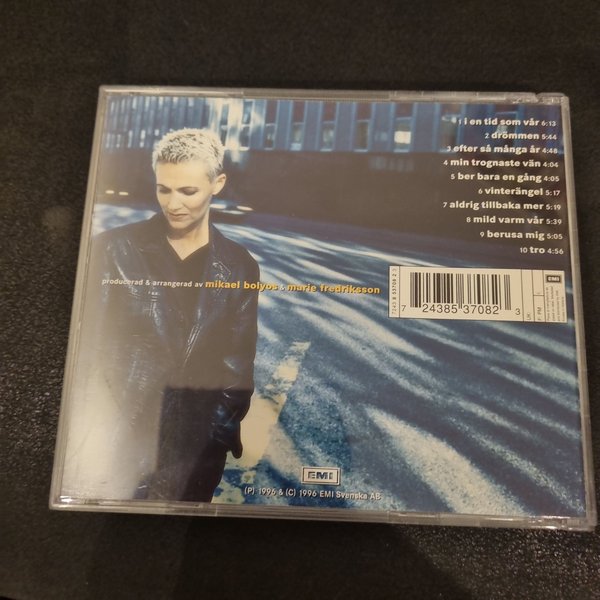 1 i en tid som vår 6:13
2 drömmen 5:44
3 efter så många år 4:48
4 min trognaste vän 4:04
5 ber bara en gång 4:05
6 vinterängel 5:17
7 aldrig tillbaka mer 5:19
8 mild varm vår 5:39
9 berusa mig 5:05
10 tro 4:56
producerad & arrangerad av mikael bolyos & marie fredriksson
7 24385 37082 3
EMI
EMI
(P) 1996 & (C) 1996 EMI Svenska AB